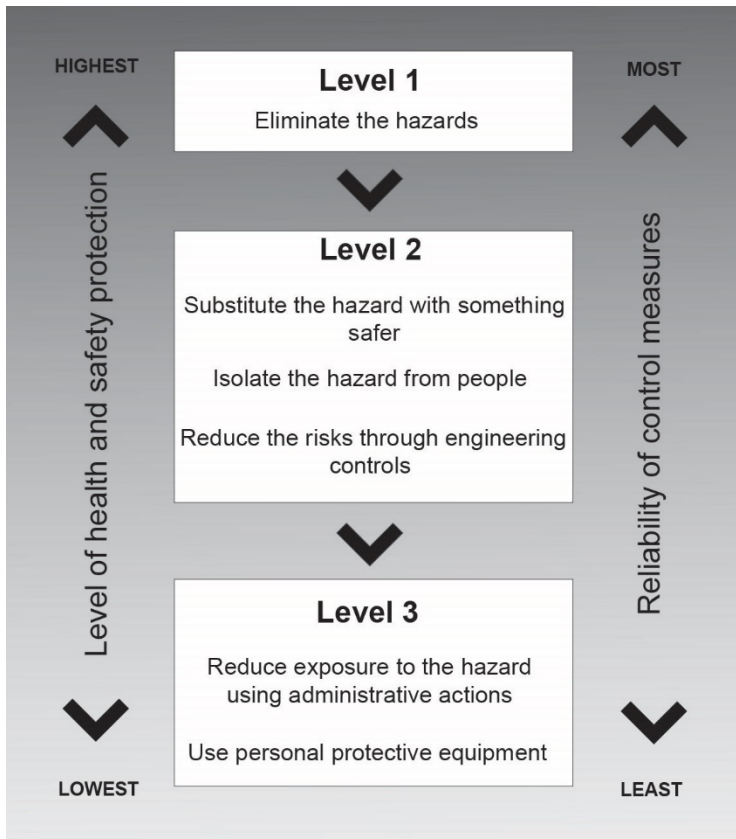 HIGHEST
Level 1
MOST
Eliminate the hazards
Level of health and safety protection
Level 2
Substitute the hazard with something
safer
Isolate the hazard from people
Reduce the risks through engineering
controls
Reliability of control measures
Level 3
Reduce exposure to the hazard
using administrative actions
Use personal protective equipment
LOWEST
LEAST